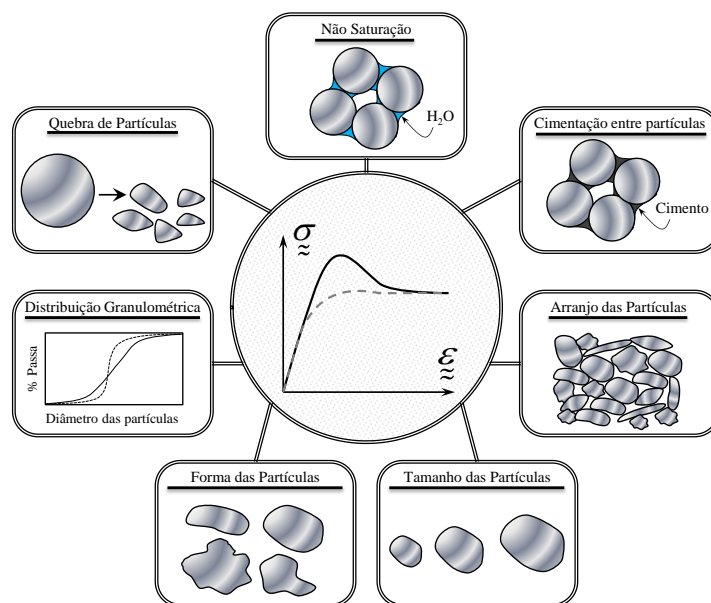 Não Saturação
H₂O
Quebra de Partículas
Cimentação entre partículas
Cimento
σ
ε
Distribuição Granulométrica
% Passa
Diâmetro das partículas
Arranjo das Partículas
Forma das Partículas
Tamanho das Partículas